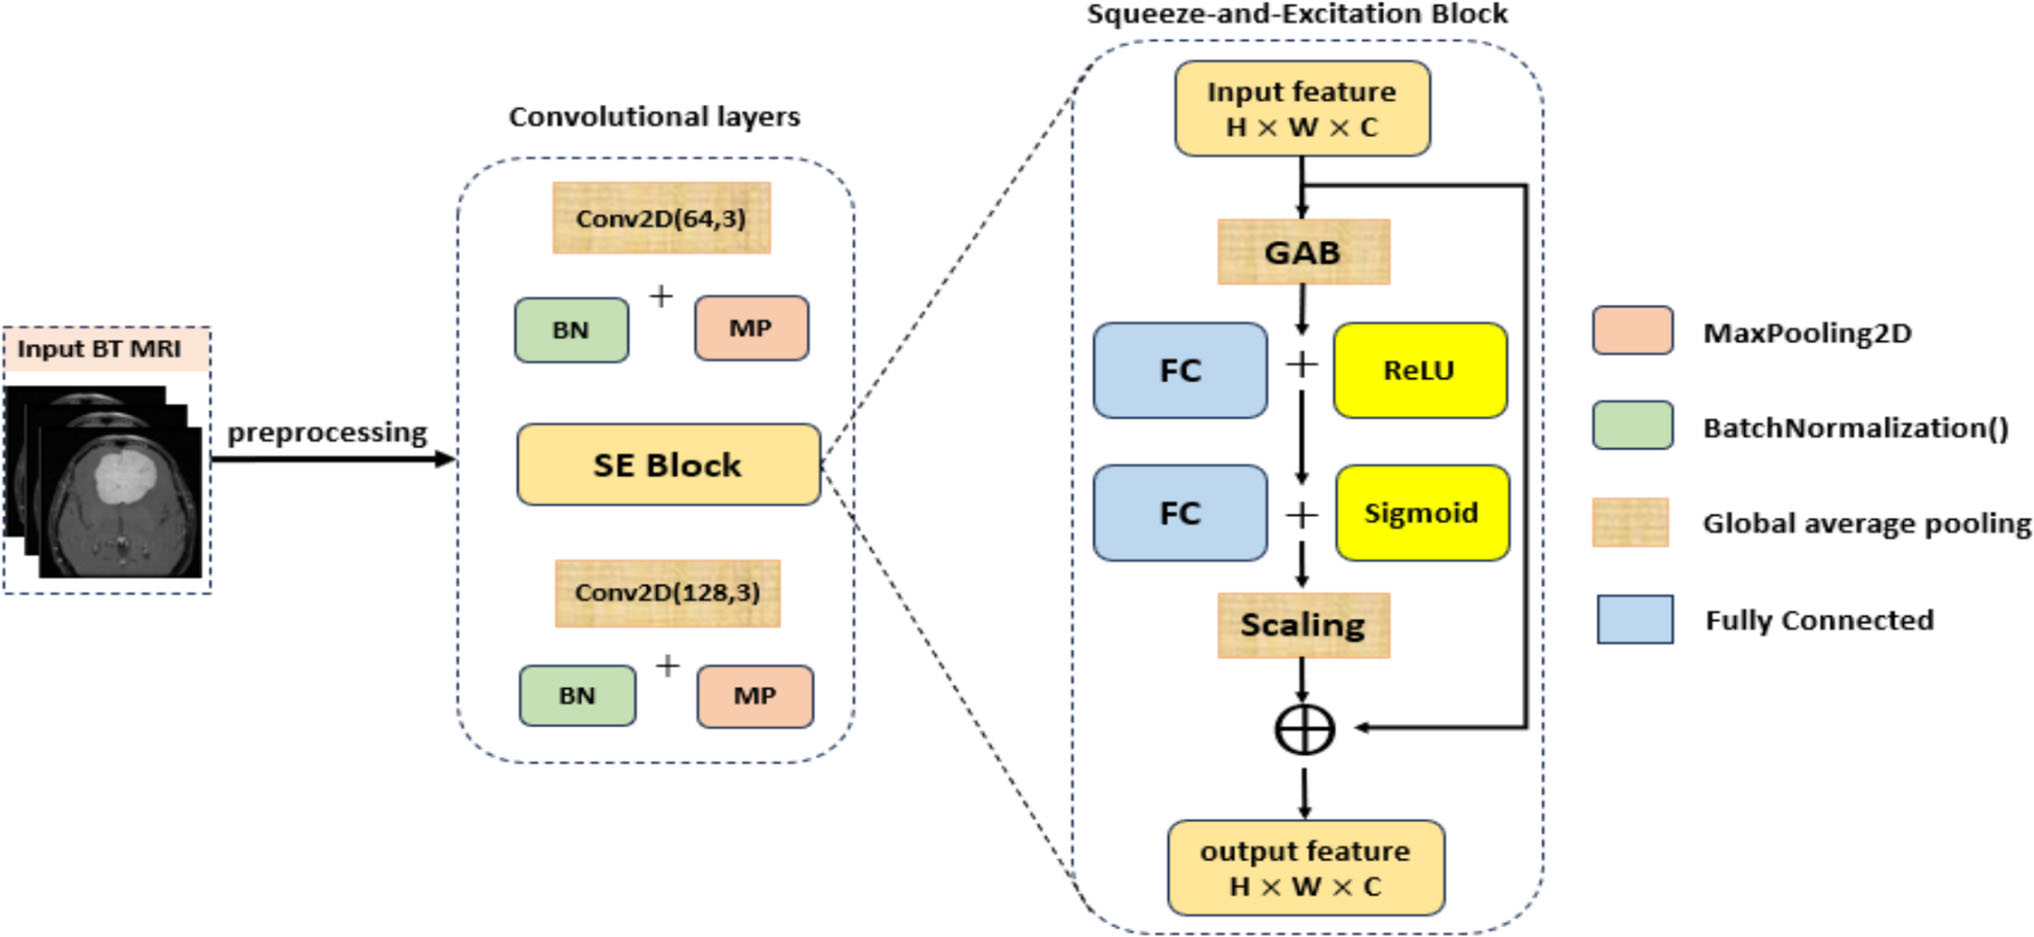 Input BT MRI
preprocessing
Convolutional layers
Conv2D(64,3)
+
BN
MP
SE Block
Conv2D(128,3)
+
BN
MP
Squeeze-and-Excitation Block
Input feature
H × W × C
GAB
FC
+
ReLU
FC
+
Sigmoid
Scaling
output feature
H × W × C
MaxPooling2D
BatchNormalization()
Global average pooling
Fully Connected